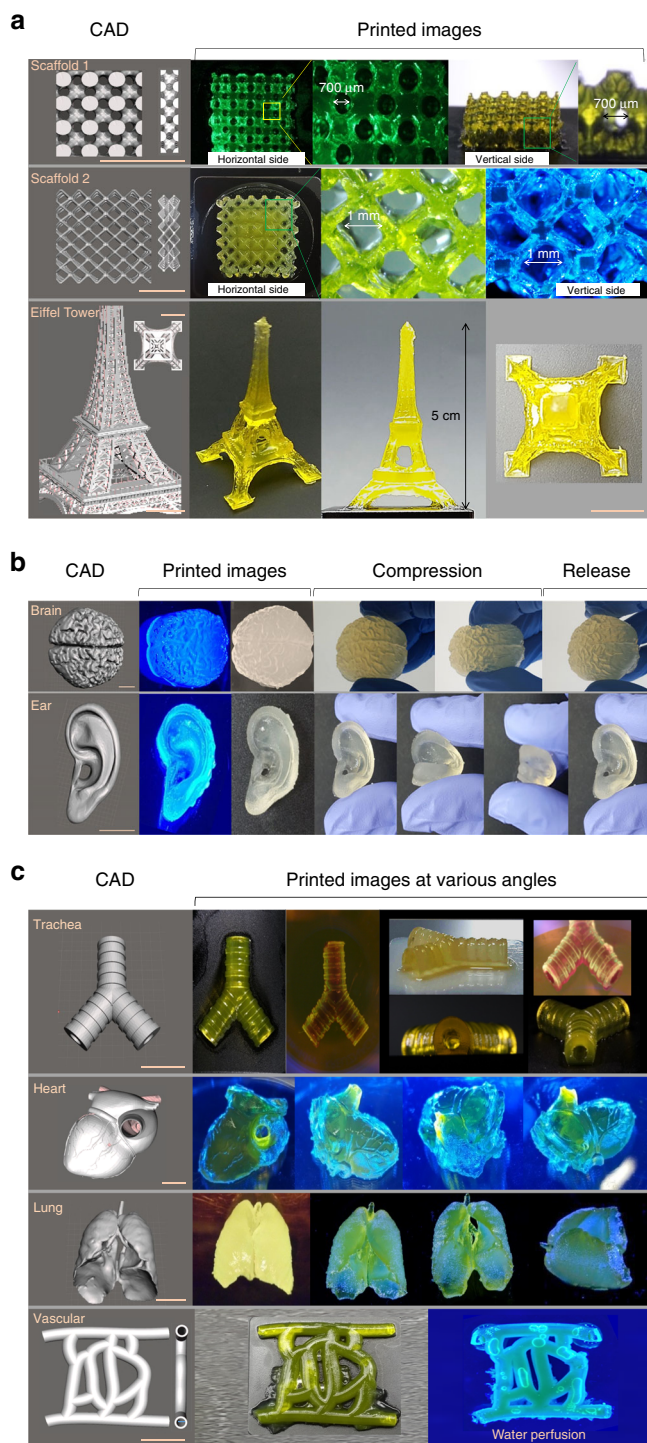 a
CAD
Printed images
Scaffold 1
700 μm
700 μm
Horizontal side
Vertical side
Scaffold 2
1 mm
1 mm
Horizontal side
Vertical side
Eiffel Tower
5 cm
b
CAD
Printed images
Compression
Release
Brain
Ear
c
CAD
Printed images at various angles
Trachea
Heart
Lung
Vascular
Water perfusion